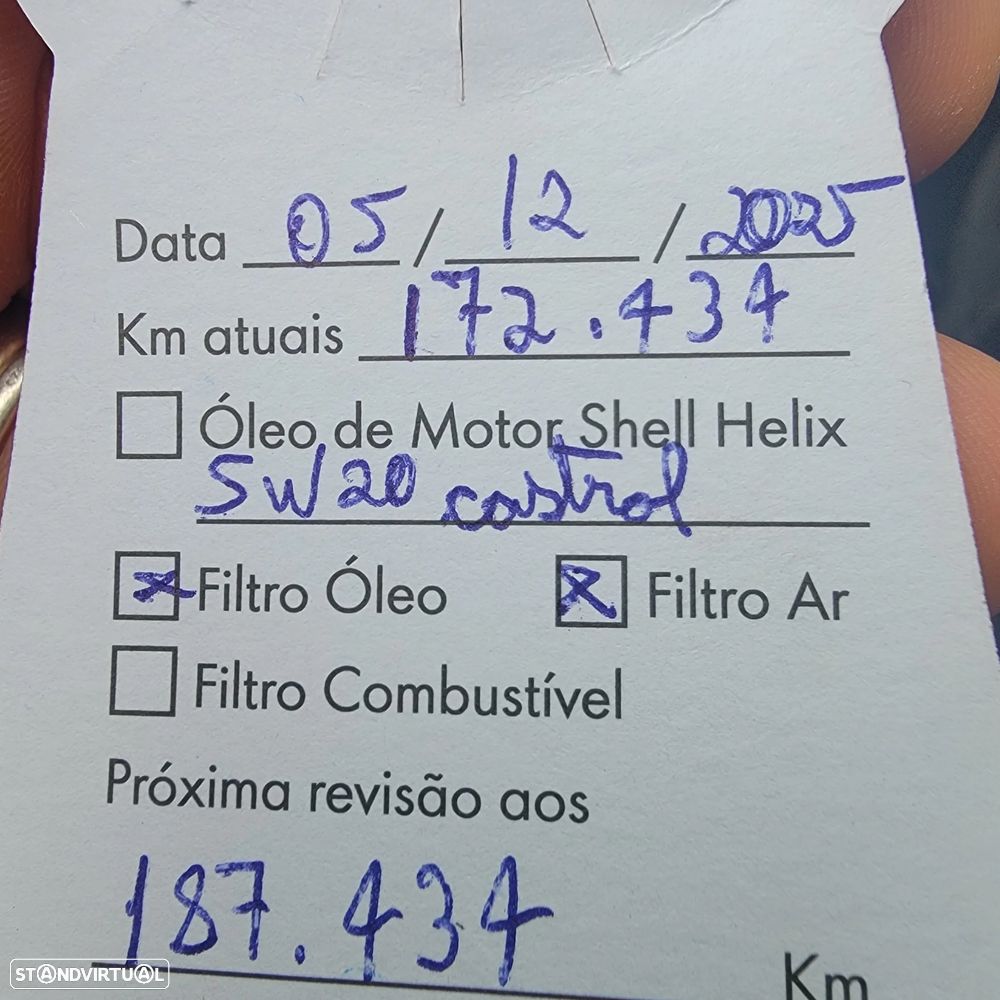 Data 05 / 12 / 2025
Km atuais 172.434
Óleo de Motor Shell Helix
5W20 castrol
Filtro Óleo Filtro Ar
Filtro Combustível
Próxima revisão aos
187.434 Km
STANDVIRTUAL